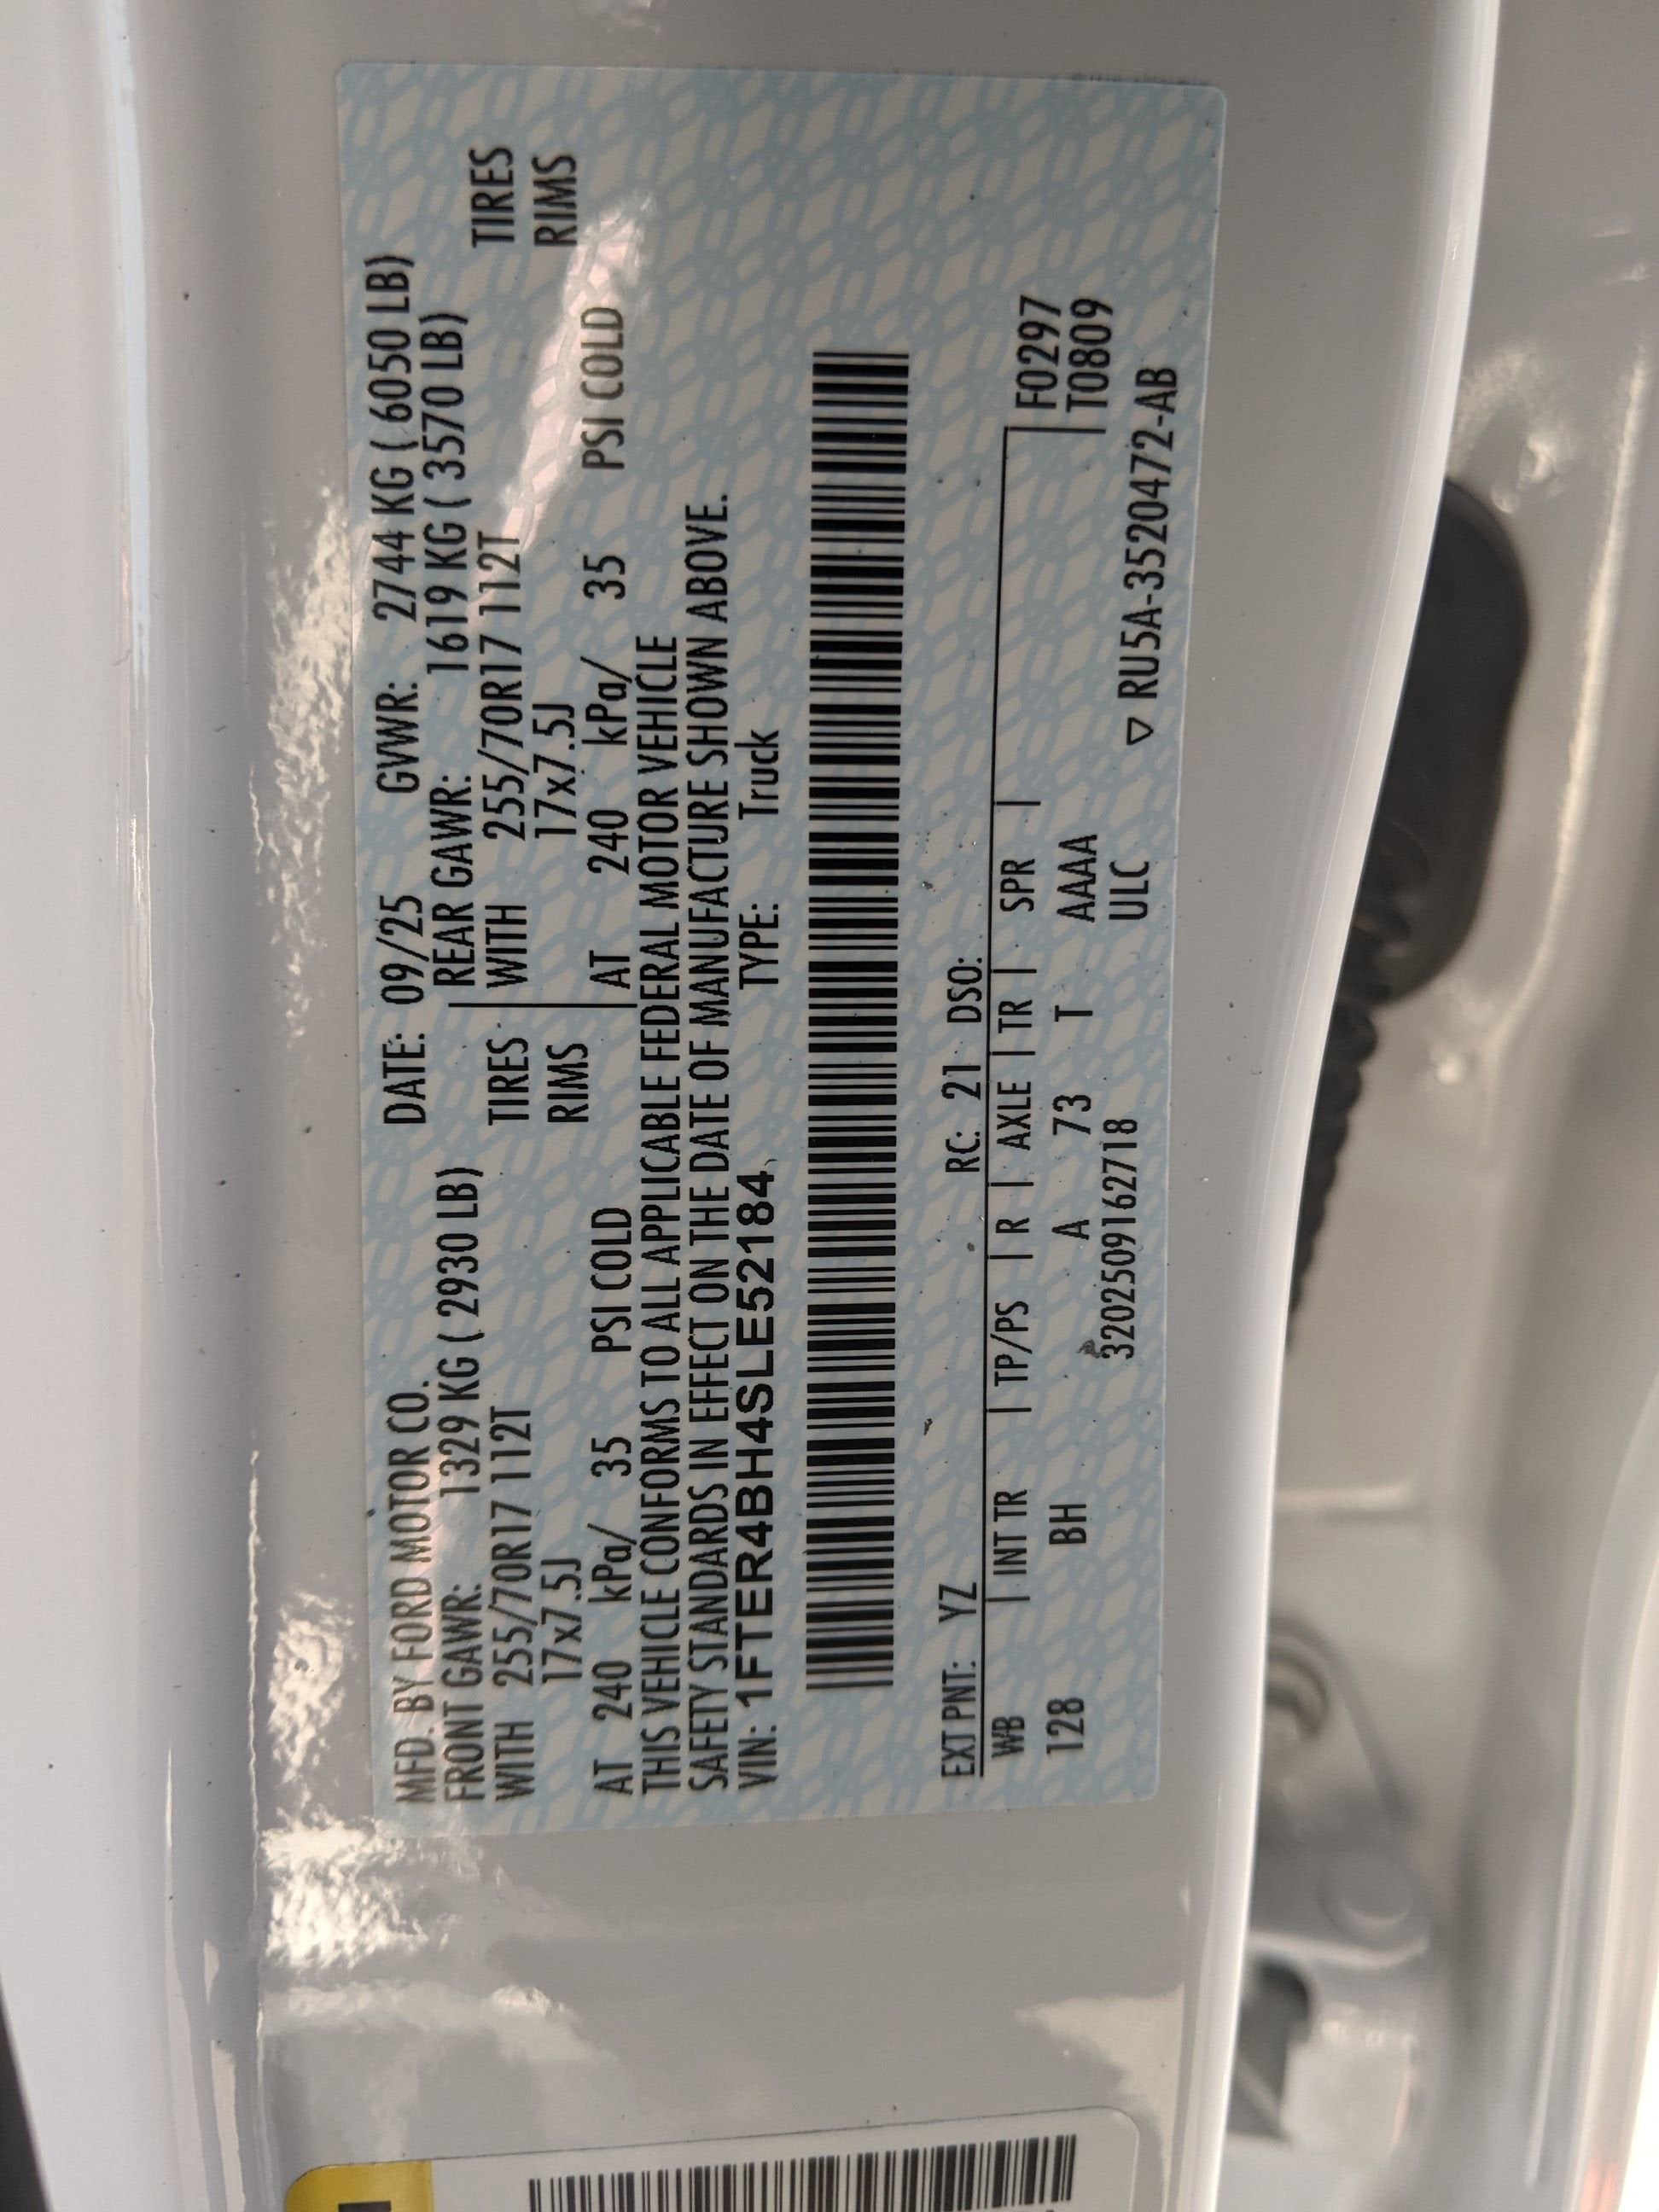 MFD. BY FORD MOTOR CO. DATE: 09/25 GVWR: 2744 KG ( 6050 LB)
FRONT GAWR: 1329 KG ( 2930 LB) REAR GAWR: 1619 KG ( 3570 LB)
WITH 255/70R17 112T TIRES WITH 255/70R17 112T TIRES
17x7.5J RIMS 17x7.5J RIMS
AT 240 kPa/ 35 PSI COLD AT 240 kPa/ 35 PSI COLD
THIS VEHICLE CONFORMS TO ALL APPLICABLE FEDERAL MOTOR VEHICLE
SAFETY STANDARDS IN EFFECT ON THE DATE OF MANUFACTURE SHOWN ABOVE.
VIN: 1FTER4BH4SLE52184 TYPE: Truck
EXT PNT: YZ RC: 21 DSO:
WB | INT TR | TP/PS | R | AXLE | TR | SPR | F0297
128 BH A 73 T AAAA T0809
320250916271​8 ULC ▽ RU5A-3520472-AB